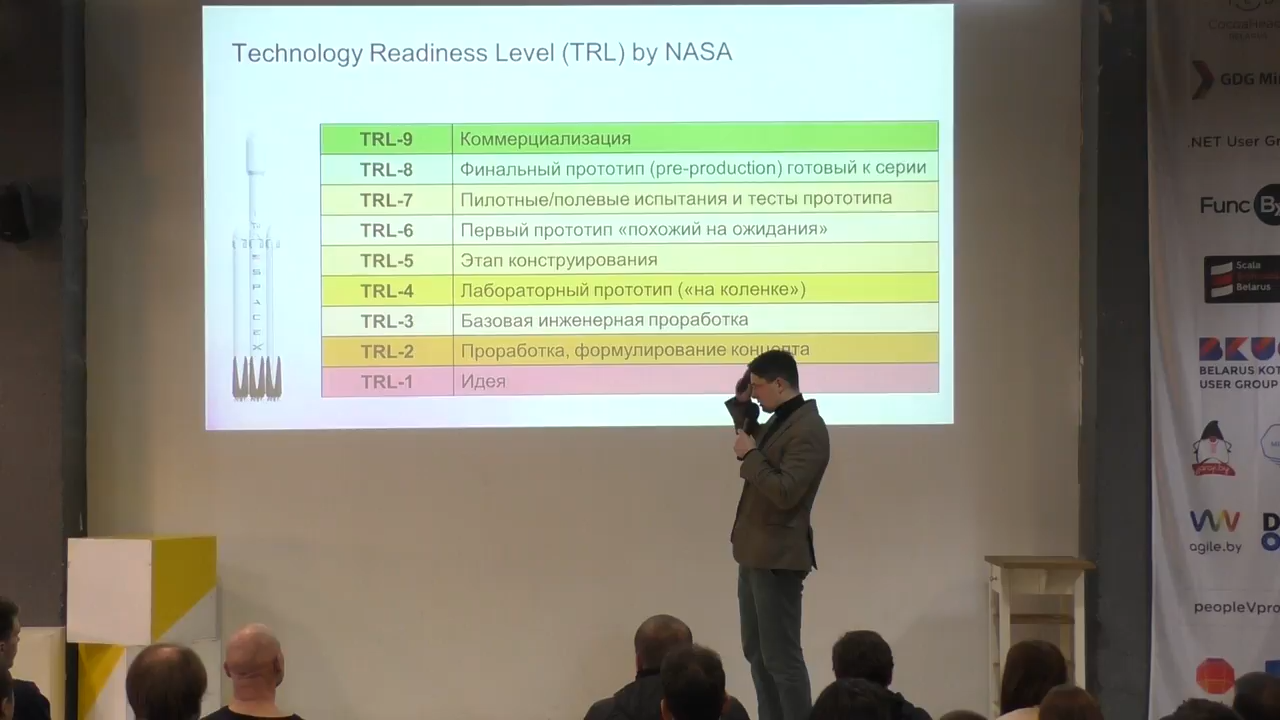 Technology Readiness Level (TRL) by NASA
TRL-9 Коммерциализация
TRL-8 Финальный прототип (pre-production) готовый к серии
TRL-7 Пилотные/полевые испытания и тесты прототипа
TRL-6 Первый прототип «похожий на ожидания»
TRL-5 Этап конструирования
TRL-4 Лабораторный прототип («на коленке»)
TRL-3 Базовая инженерная проработка
TRL-2 Проработка, формулирование концепта
TRL-1 Идея
SPACEX
GDG Mi
.NET User Gr
Func By
Scala
Belarus
BKU
BELARUS KOT
USER GROUP
agile.by
peopleVpro